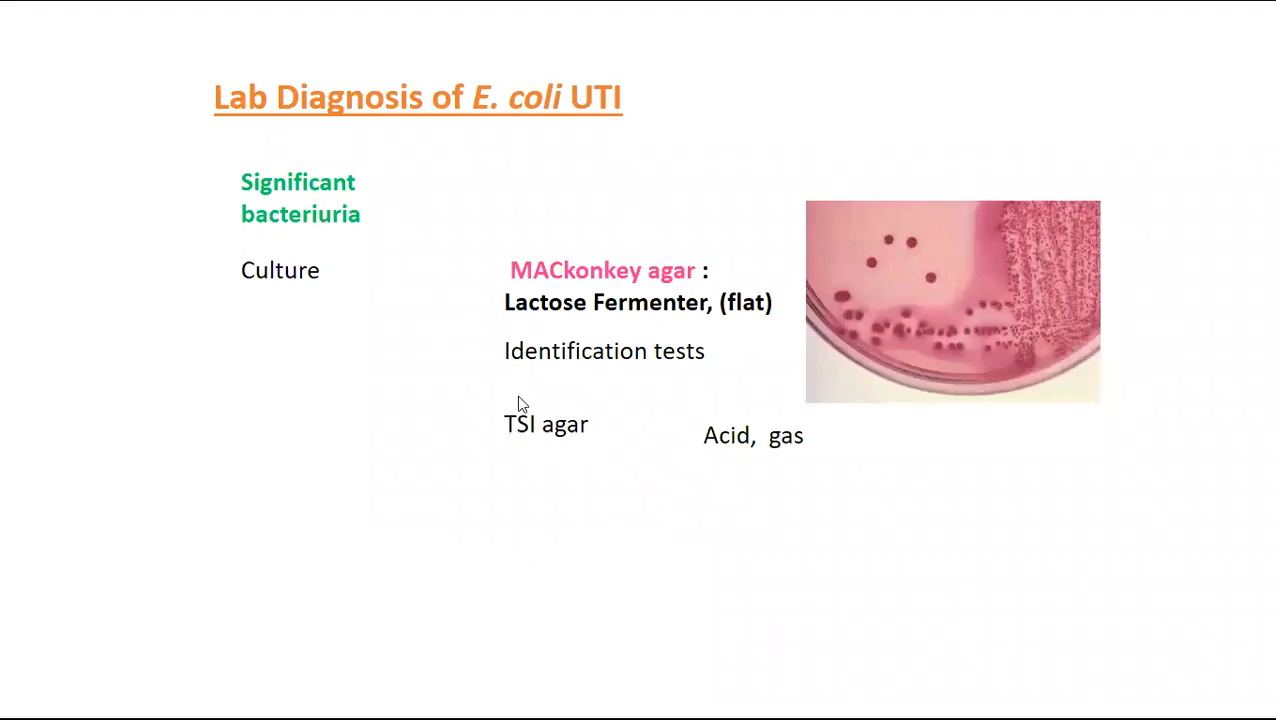 Lab Diagnosis of E. coli UTI
Significant
bacteriuria
Culture
MACkonkey agar :
Lactose Fermenter, (flat)
Identification tests
TSI agar
Acid, gas